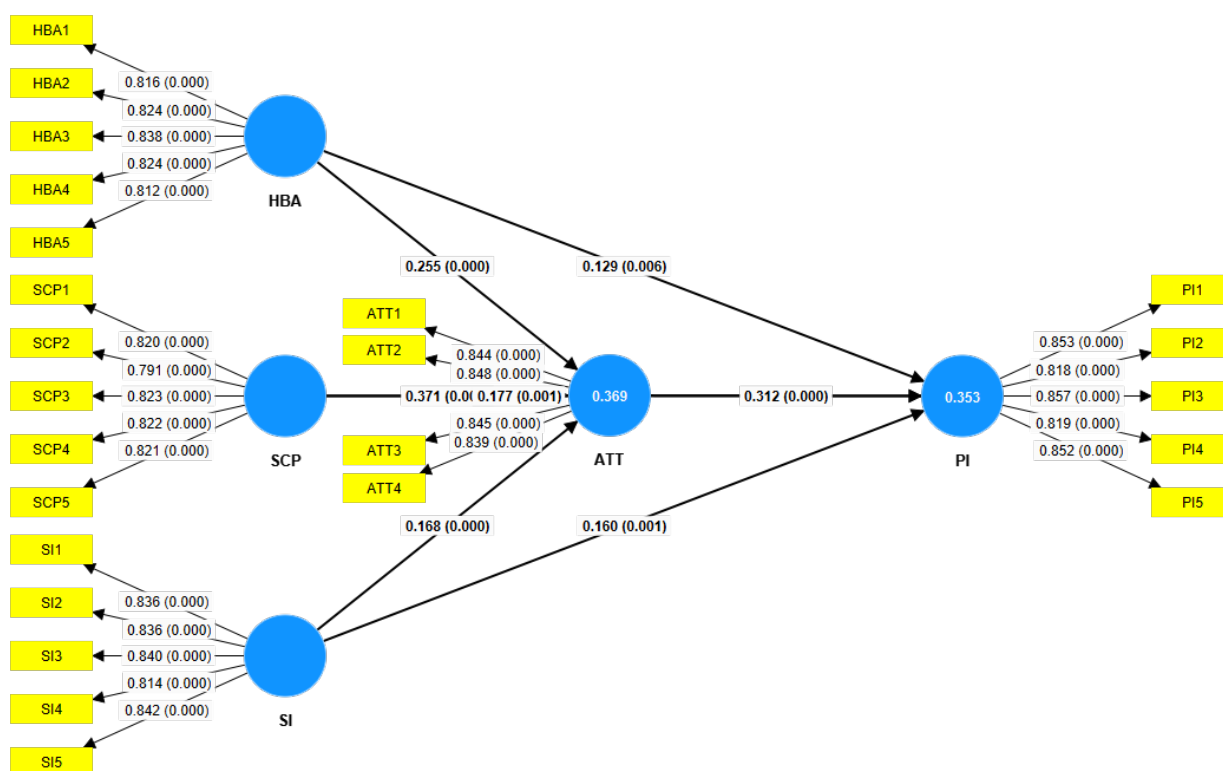 HBA1
HBA2
HBA3
HBA4
HBA5
0.816 (0.000)
0.824 (0.000)
0.838 (0.000)
0.824 (0.000)
0.812 (0.000)
HBA
0.255 (0.000)
0.129 (0.006)
SCP1
SCP2
SCP3
SCP4
SCP5
0.820 (0.000)
0.791 (0.000)
0.823 (0.000)
0.822 (0.000)
0.821 (0.000)
SCP
ATT1
ATT2
0.844 (0.000)
0.848 (0.000)
0.371 (0.0
0.177 (0.001)
0.369
0.845 (0.000)
0.839 (0.000)
ATT3
ATT4
ATT
0.312 (0.000)
0.353
PI
0.853 (0.000)
0.818 (0.000)
0.857 (0.000)
0.819 (0.000)
0.852 (0.000)
PI1
PI2
PI3
PI4
PI5
0.168 (0.000)
0.160 (0.001)
SI1
SI2
SI3
SI4
SI5
0.836 (0.000)
0.836 (0.000)
0.840 (0.000)
0.814 (0.000)
0.842 (0.000)
SI